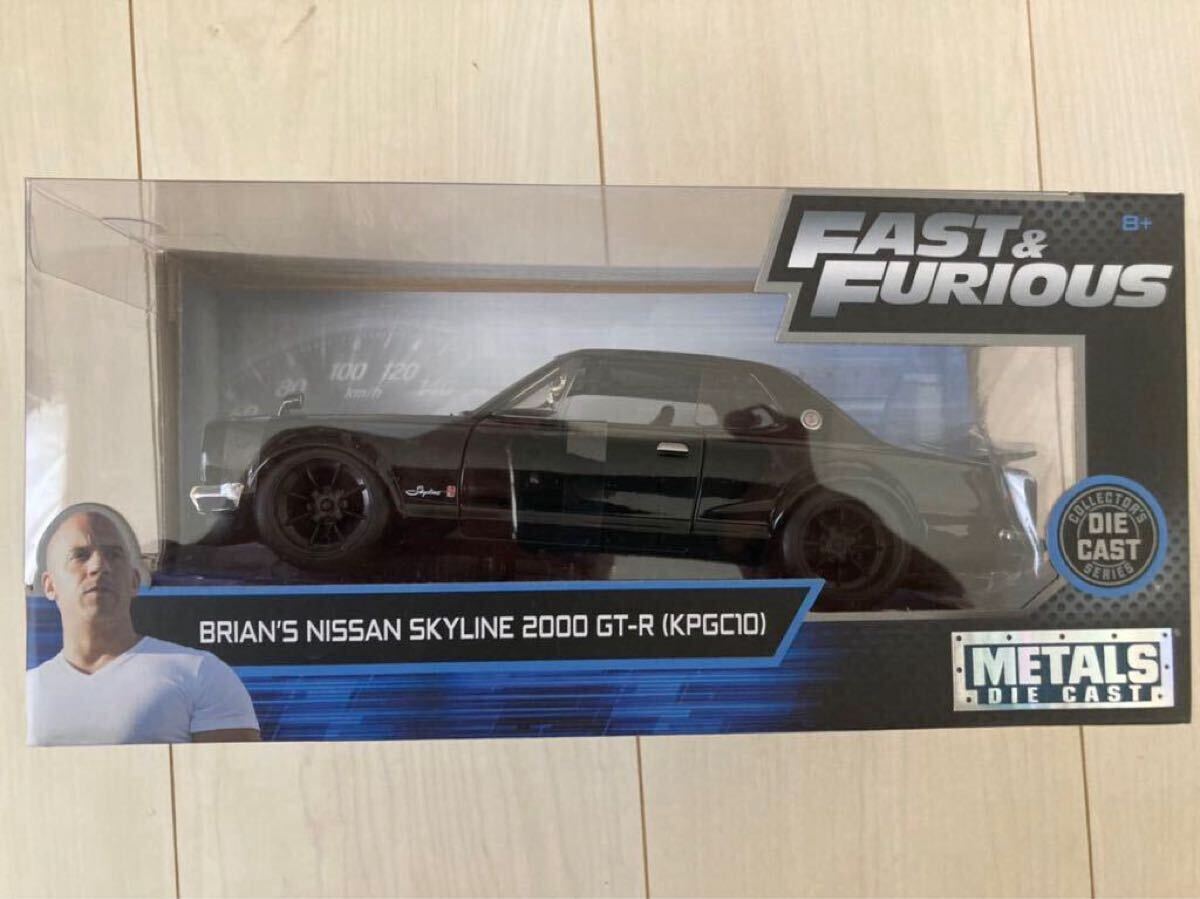 FAST &
FURIOUS
8+
80
100
120
km/h
Skyline
COLLECTOR'S
DIE
CAST
SERIES
BRIAN'S NISSAN SKYLINE 2000 GT-R (KPGC10)
METALS
DIE CAST